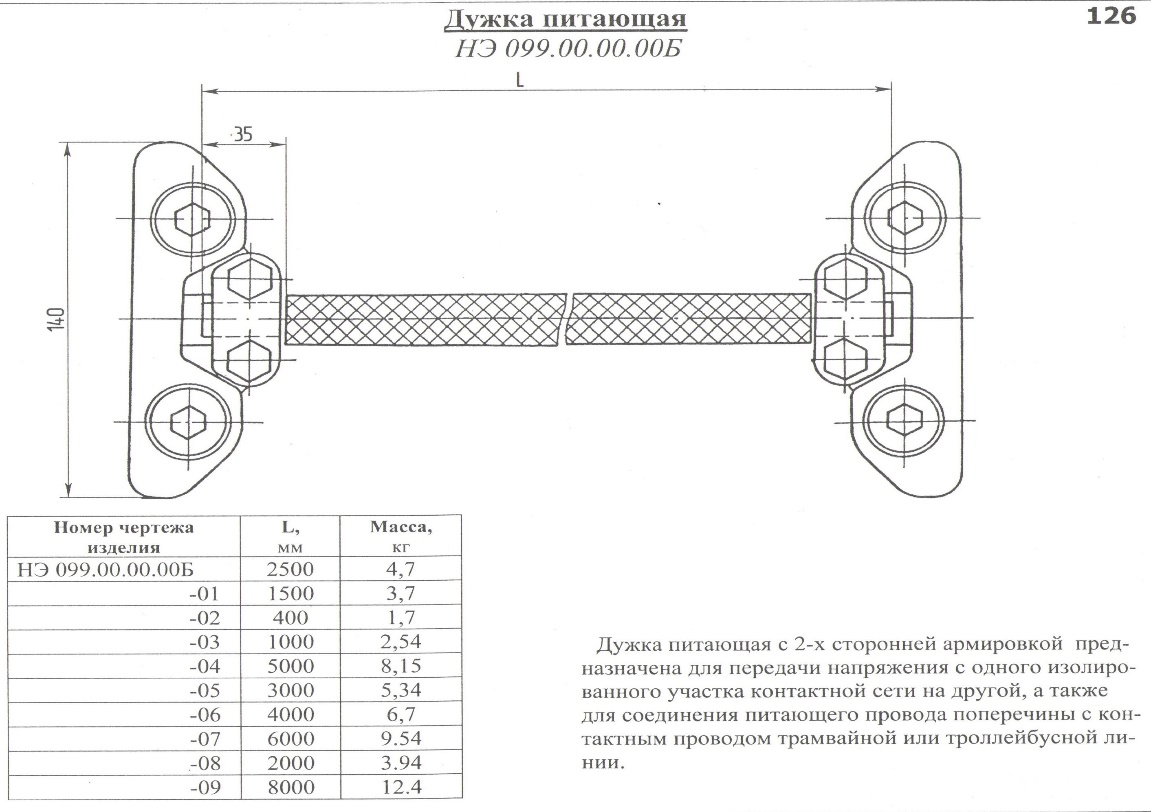 Дужка питающая
126
НЭ 099.00.00.00Б
L
35
140
Номер чертежа изделия L, мм Масса, кг
НЭ 099.00.00.00Б 2500 4,7
-01 1500 3,7
-02 400 1,7
-03 1000 2,54
-04 5000 8,15
-05 3000 5,34
-06 4000 6,7
-07 6000 9.54
-08 2000 3.94
-09 8000 12.4
Дужка питающая с 2-х сторонней армировкой пред-
назначена для передачи напряжения с одного изолиро-
ванного участка контактной сети на другой, а также
для соединения питающего провода поперечины с кон-
тактным проводом трамвайной или троллейбусной ли-
нии.